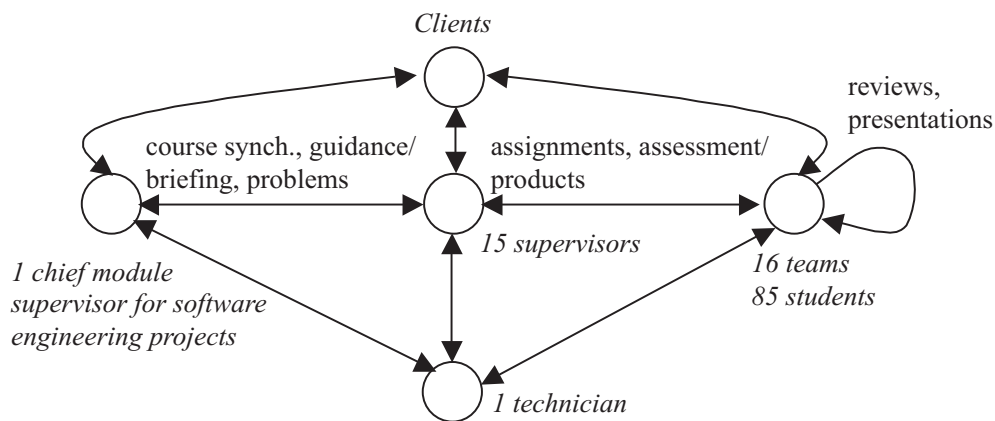 Clients
reviews,
presentations
course synch., guidance/
briefing, problems
assignments, assessment/
products
15 supervisors
1 chief module
supervisor for software
engineering projects
16 teams
85 students
1 technician